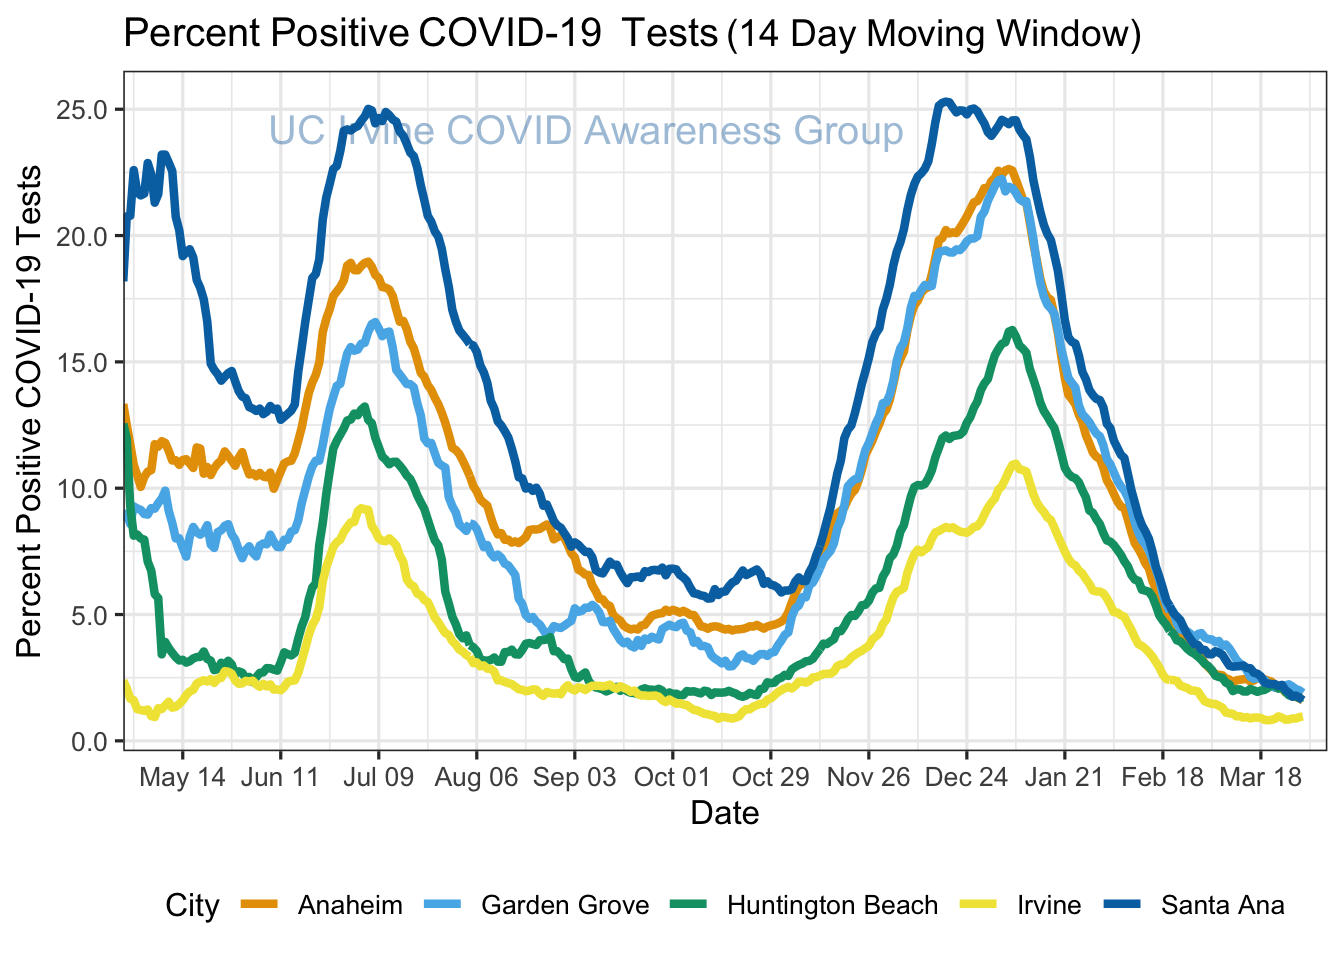 Percent Positive COVID-19 Tests (14 Day Moving Window)
UC Irvine COVID Awareness Group
Percent Positive COVID-19 Tests
25.0
20.0
15.0
10.0
5.0
0.0
May 14 Jun 11 Jul 09 Aug 06 Sep 03 Oct 01 Oct 29 Nov 26 Dec 24 Jan 21 Feb 18 Mar 18
Date
City Anaheim Garden Grove Huntington Beach Irvine Santa Ana